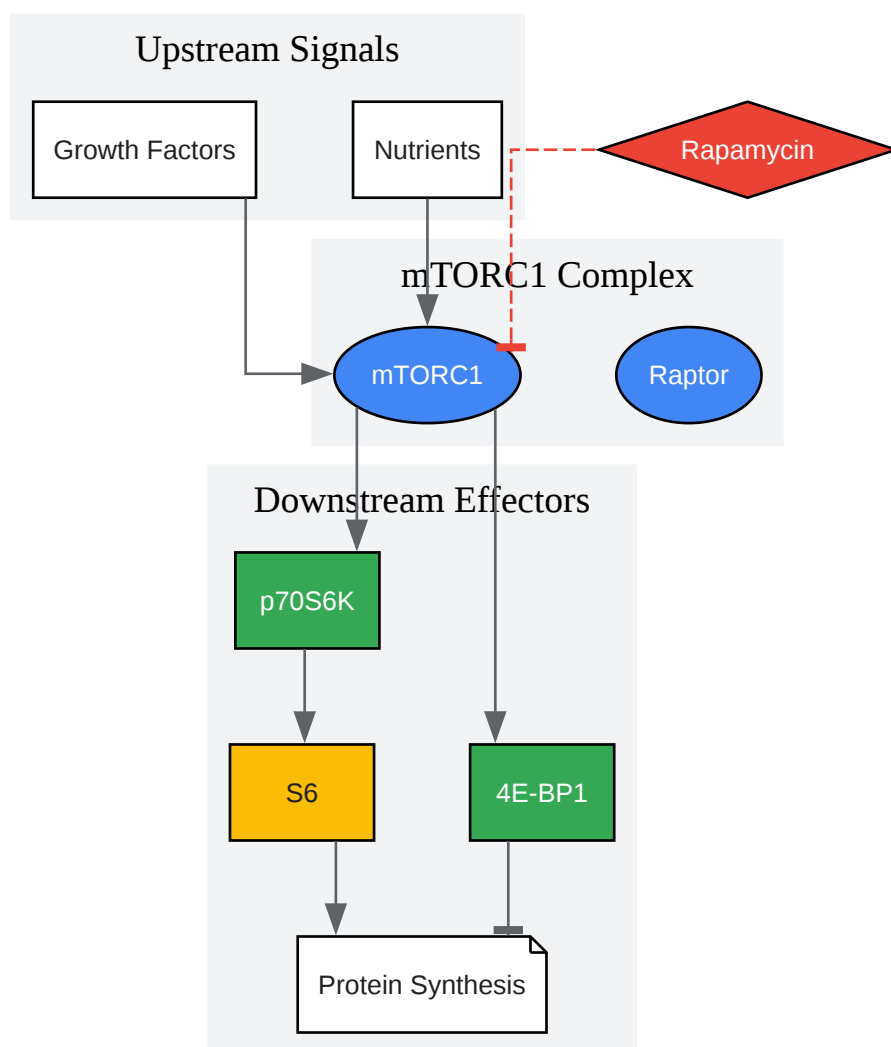 Upstream Signals
Growth Factors
Nutrients
Rapamycin
mTORC1 Complex
mTORC1
Raptor
Downstream Effectors
p70S6K
S6
4E-BP1
Protein Synthesis